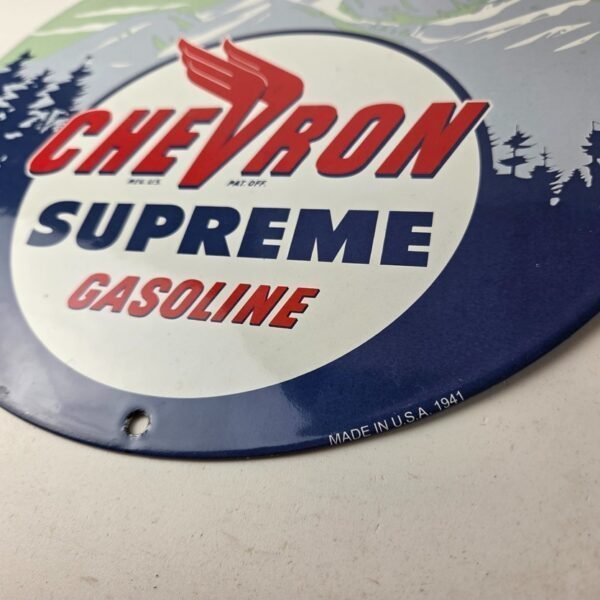 CHEVRON
REG. U.S. PAT. OFF.
SUPREME
GASOLINE
MADE IN U.S.A. 1941